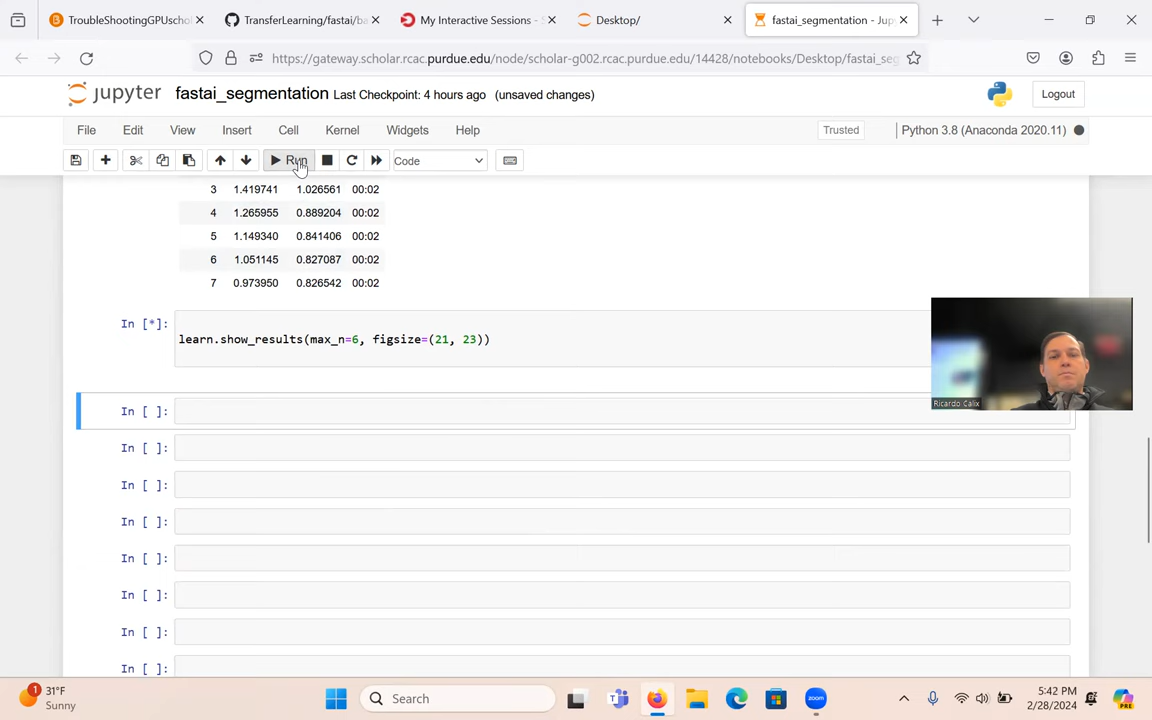 TroubleShootingGPUschol
TransferLearning/fastai/ba
My Interactive Sessions - S
Desktop/
fastai_segmentation - Jup
https://gateway.scholar.rcac.purdue.edu/node/scholar-g002.rcac.purdue.edu/14428/notebooks/Desktop/fastai_seg
jupyter fastai_segmentation Last Checkpoint: 4 hours ago (unsaved changes) Logout
File Edit View Insert Cell Kernel Widgets Help Trusted Python 3.8 (Anaconda 2020.11)
Run Code
3 1.419741 1.026561 00:02
4 1.265955 0.889204 00:02
5 1.149340 0.841406 00:02
6 1.051145 0.827087 00:02
7 0.973950 0.826542 00:02
In [*]:
learn.show_results(max_n=6, figsize=(21, 23))
Ricardo Calix
In [ ]:
In [ ]:
In [ ]:
In [ ]:
In [ ]:
In [ ]:
In [ ]:
In [ ]:
1
31°F
Sunny
Search
zoom
PRE
5:42 PM
2/28/2024